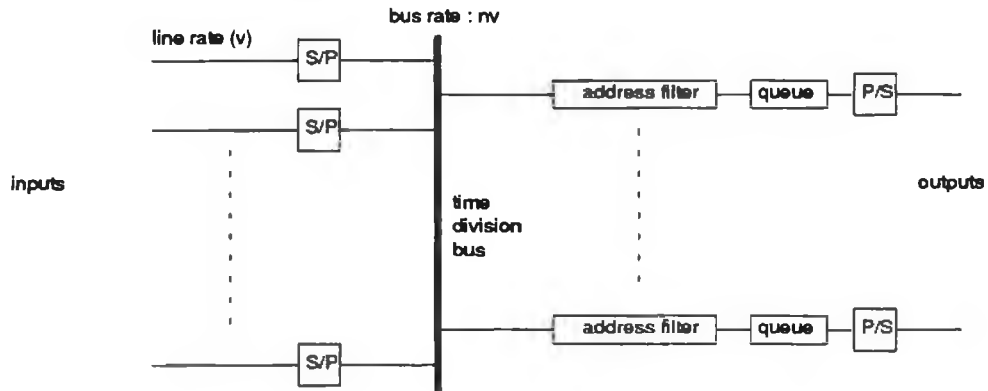 bus rate : nv
line rate (v)
S/P
address filter
queue
P/S
S/P
inputs
outputs
time
division
bus
address filter
queue
P/S
S/P